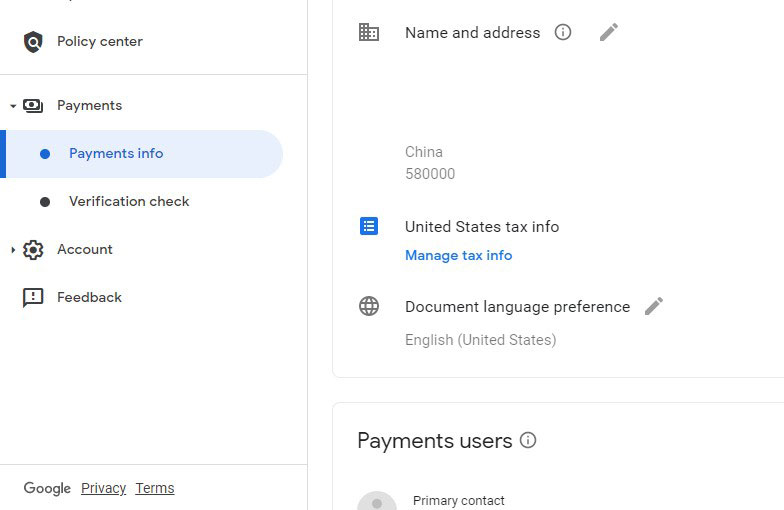 Policy center
Payments
Payments info
Verification check
Account
Feedback
Google Privacy Terms
Name and address
China
580000
United States tax info
Manage tax info
Document language preference
English (United States)
Payments users
Primary contact